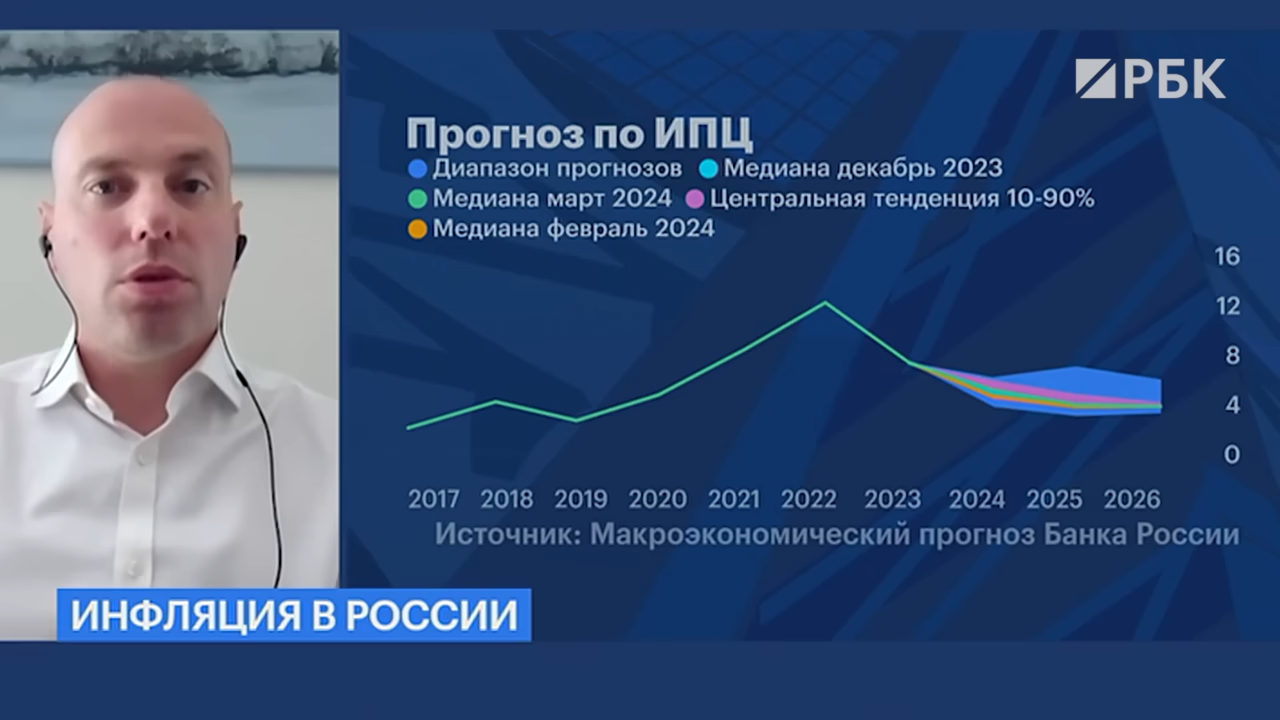 РБК
Прогноз по ИПЦ
Диапазон прогнозов Медиана декабрь 2023
Медиана март 2024 Центральная тенденция 10-90%
Медиана февраль 2024
16
12
8
4
0
2017 2018 2019 2020 2021 2022 2023 2024 2025 2026
Источник: Макроэкономический прогноз Банка России
ИНФЛЯЦИЯ В РОССИИ